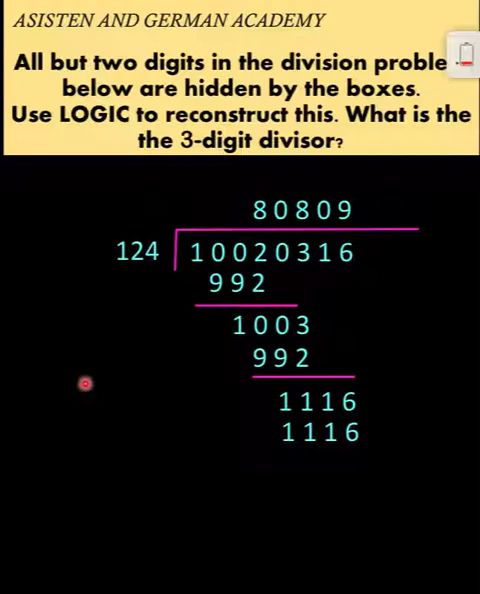 ASISTEN AND GERMAN ACADEMY
All but two digits in the division proble
below are hidden by the boxes.
Use LOGIC to reconstruct this. What is the
the 3-digit divisor?
80809
124 10020316
992
1003
992
1116
1116